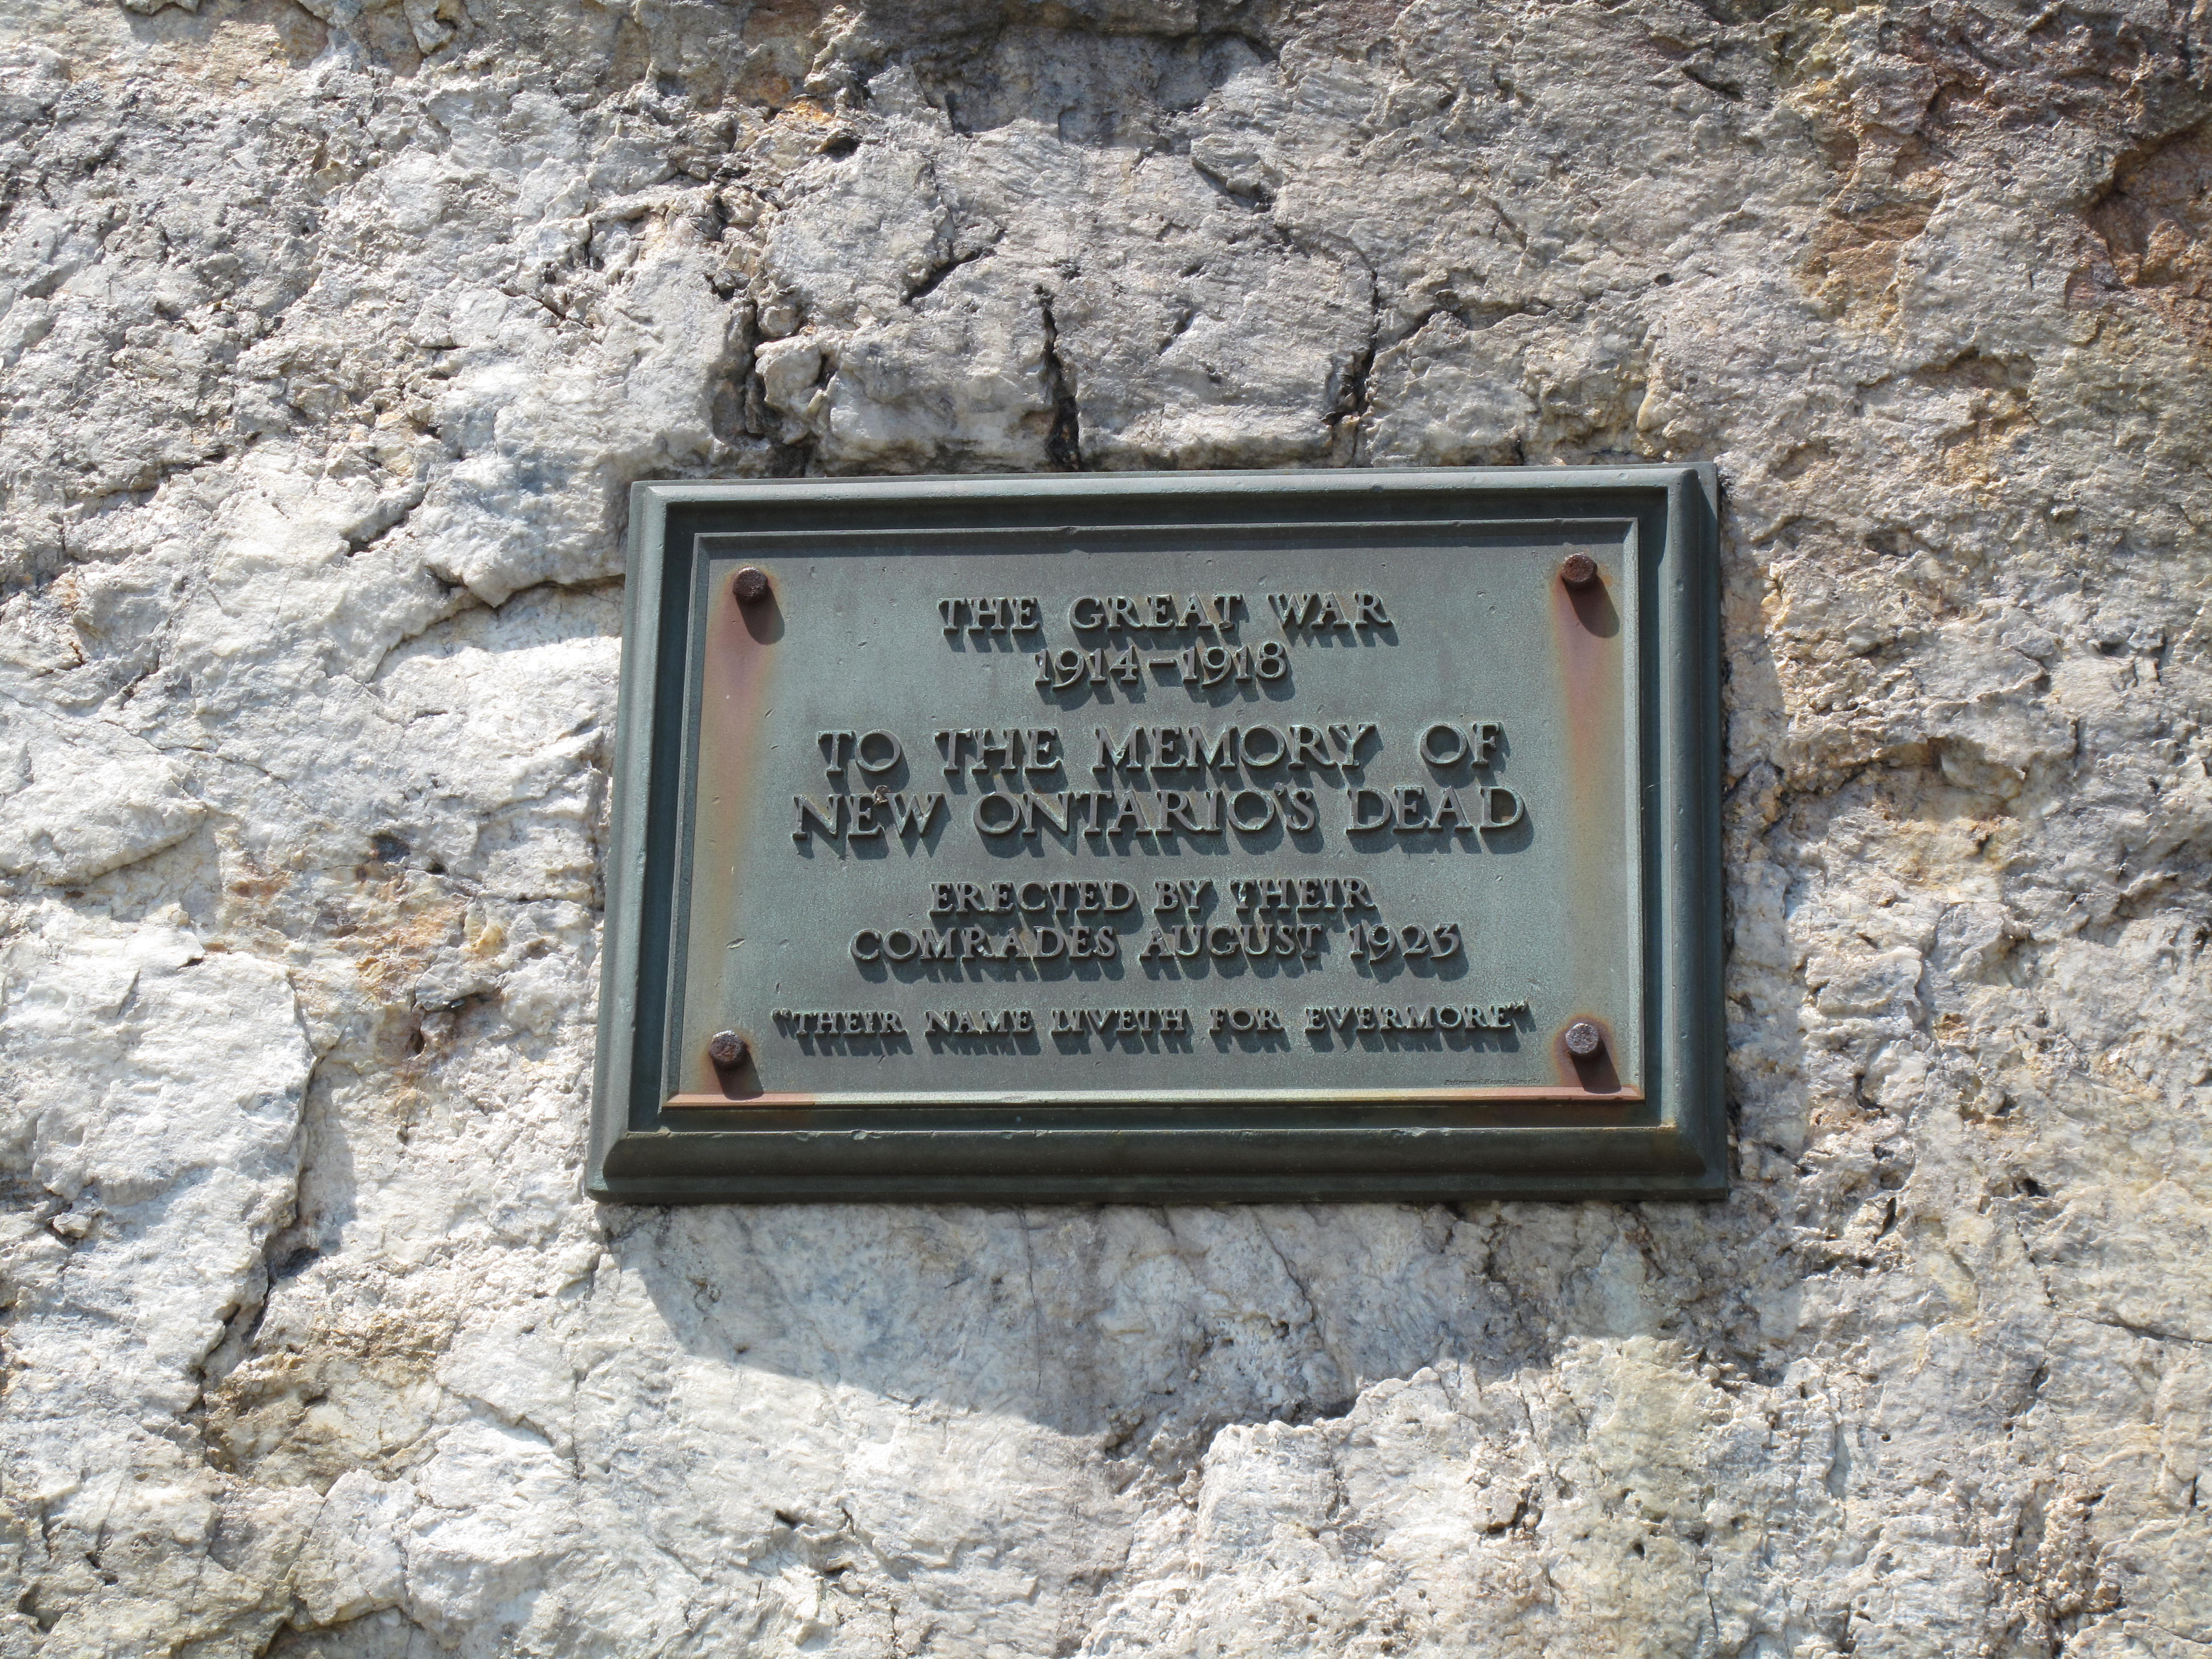 THE GREAT WAR
1914-1918
TO THE MEMORY OF
NEW ONTARIO'S DEAD
ERECTED BY THEIR
COMRADES AUGUST 1923
"THEIR NAME LIVETH FOR EVERMORE"